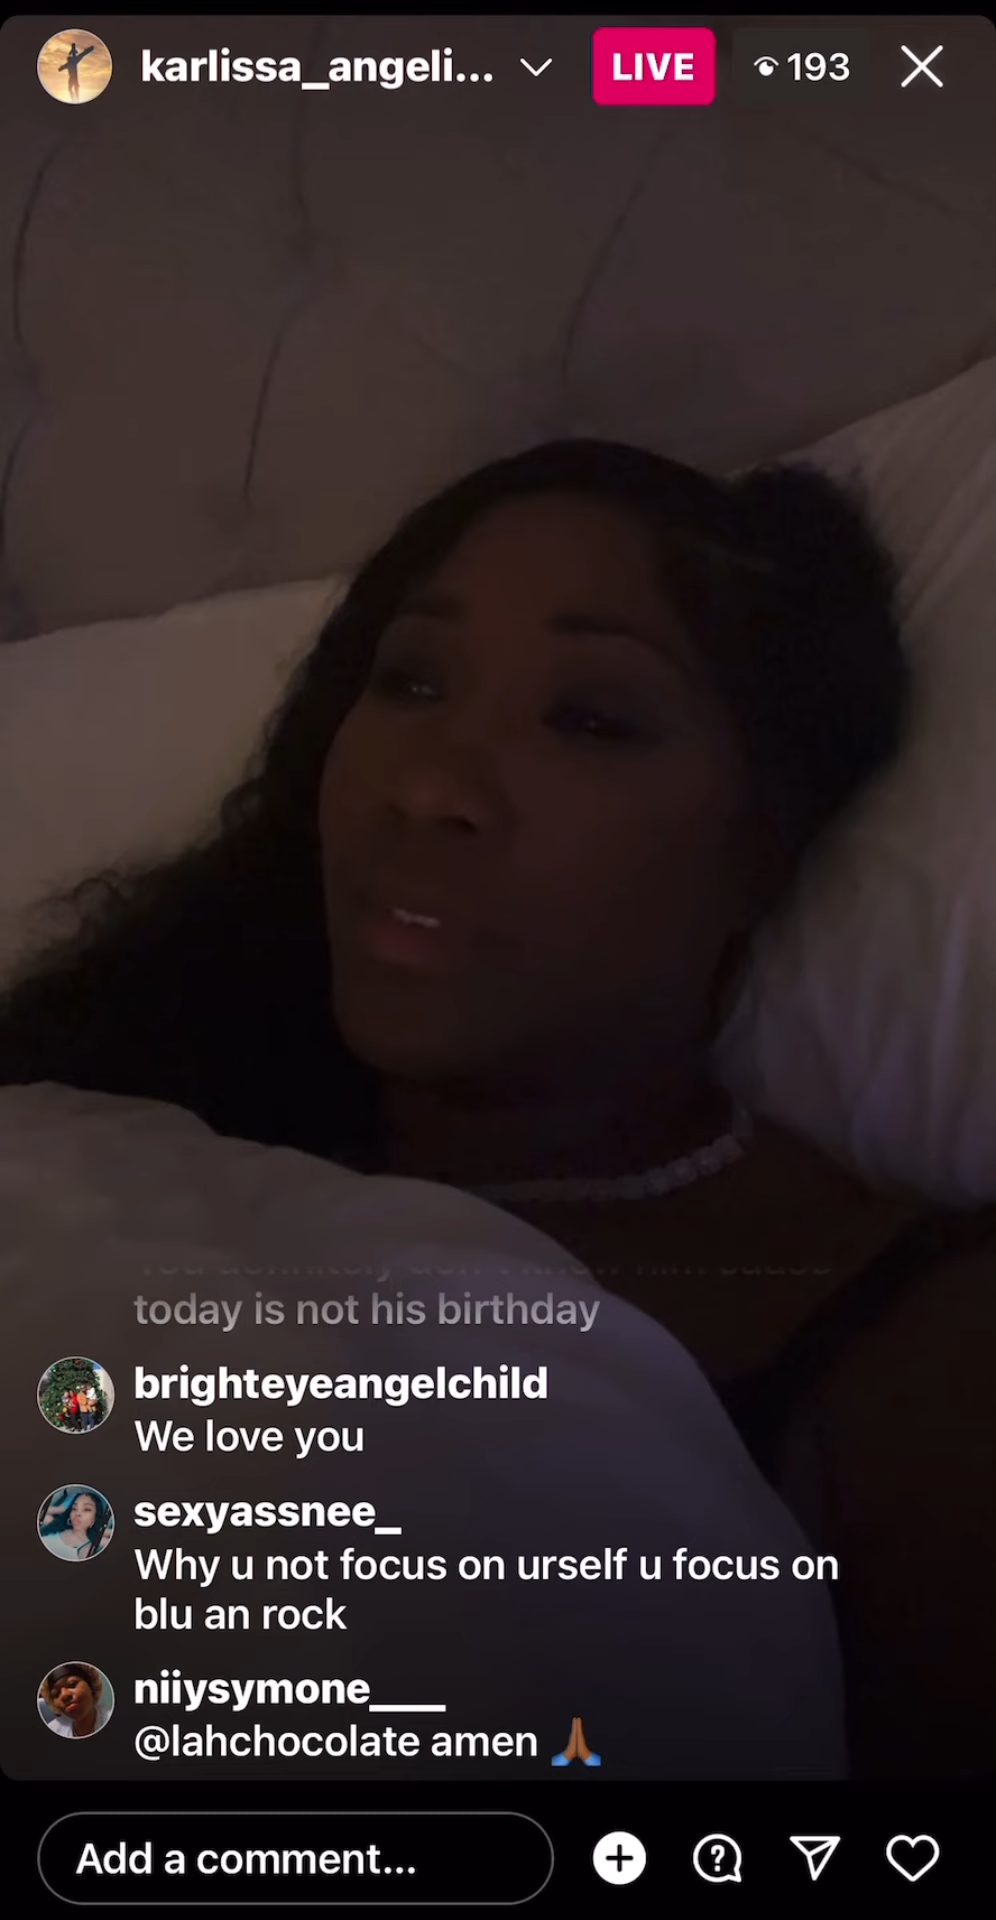 karlissa_angeli...
LIVE
193
today is not his birthday
brighteyeangelchild
We love you
sexyassnee_
Why u not focus on urself u focus on
blu an rock
niiysymone___
@lahchocolate amen 🙏🏾
Add a comment...